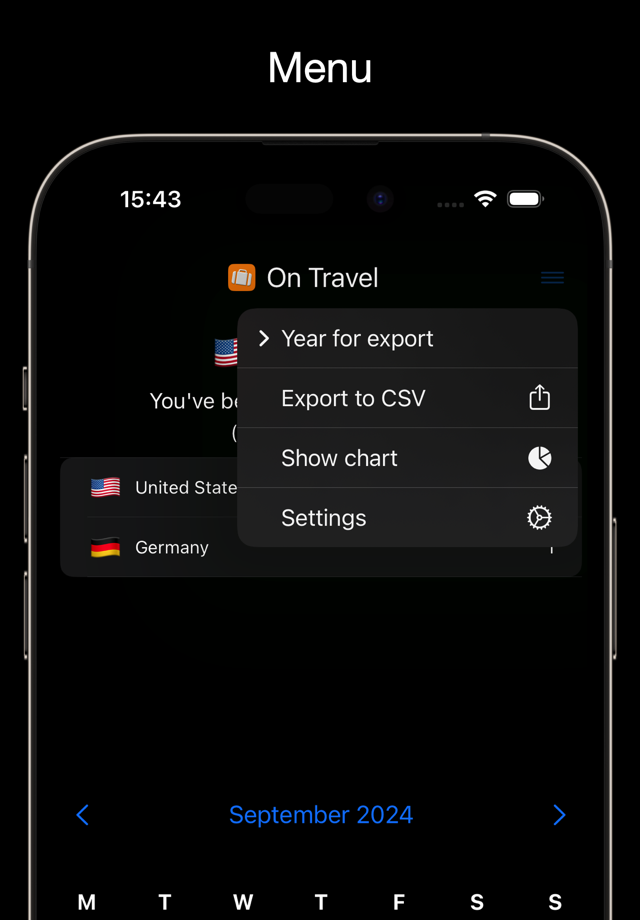 Menu
15:43
On Travel
Year for export
You've be
Export to CSV
(
Show chart
United State
Settings
Germany
September 2024
M T W T F S S